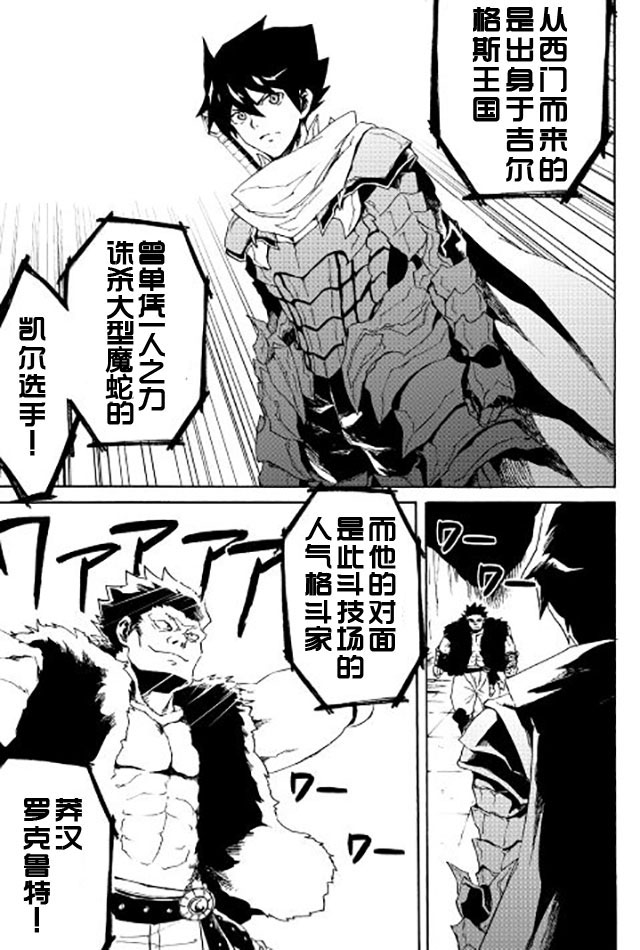 从西门而来的
是出身于吉尔
格斯王国
曾单凭一人之力
诛杀大型魔蛇的
凯尔选手！
ワー
ワー
而他的对面
是此斗技场的
人气格斗家
ワァアアア
ワー
ワー
莽汉
罗克鲁特！